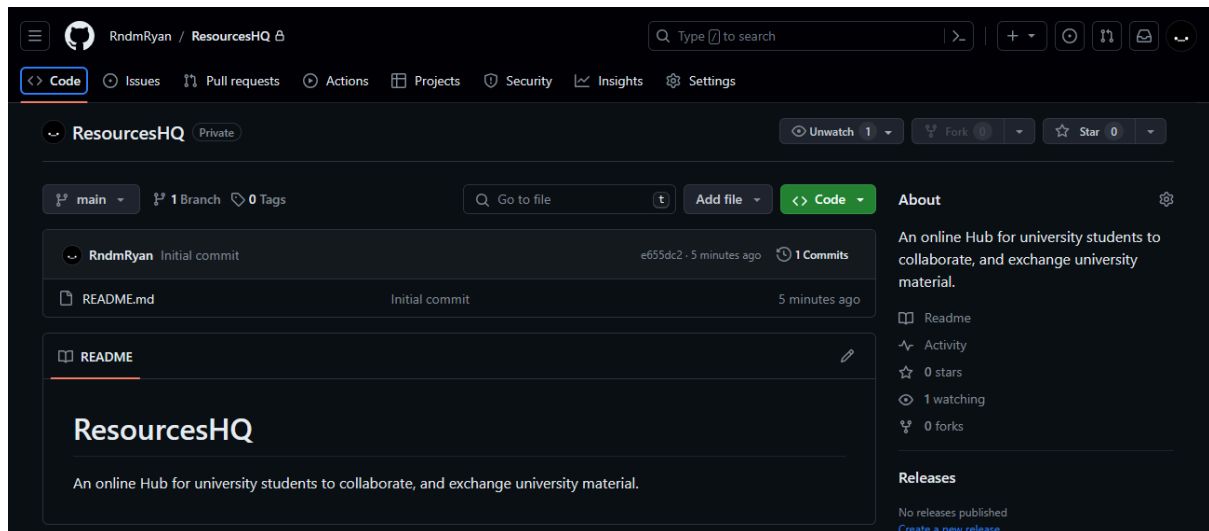 RndmRyan / ResourcesHQ
Type / to search
Code Issues Pull requests Actions Projects Security Insights Settings
ResourcesHQ Private
Unwatch 1 Fork 0 Star 0
main 1 Branch 0 Tags
Go to file t Add file Code
RndmRyan Initial commit e655dc2 · 5 minutes ago 1 Commits
README.md Initial commit 5 minutes ago
README
ResourcesHQ
An online Hub for university students to collaborate, and exchange university material.
About
An online Hub for university students to
collaborate, and exchange university
material.
Readme
Activity
0 stars
1 watching
0 forks
Releases
No releases published
Create a new release